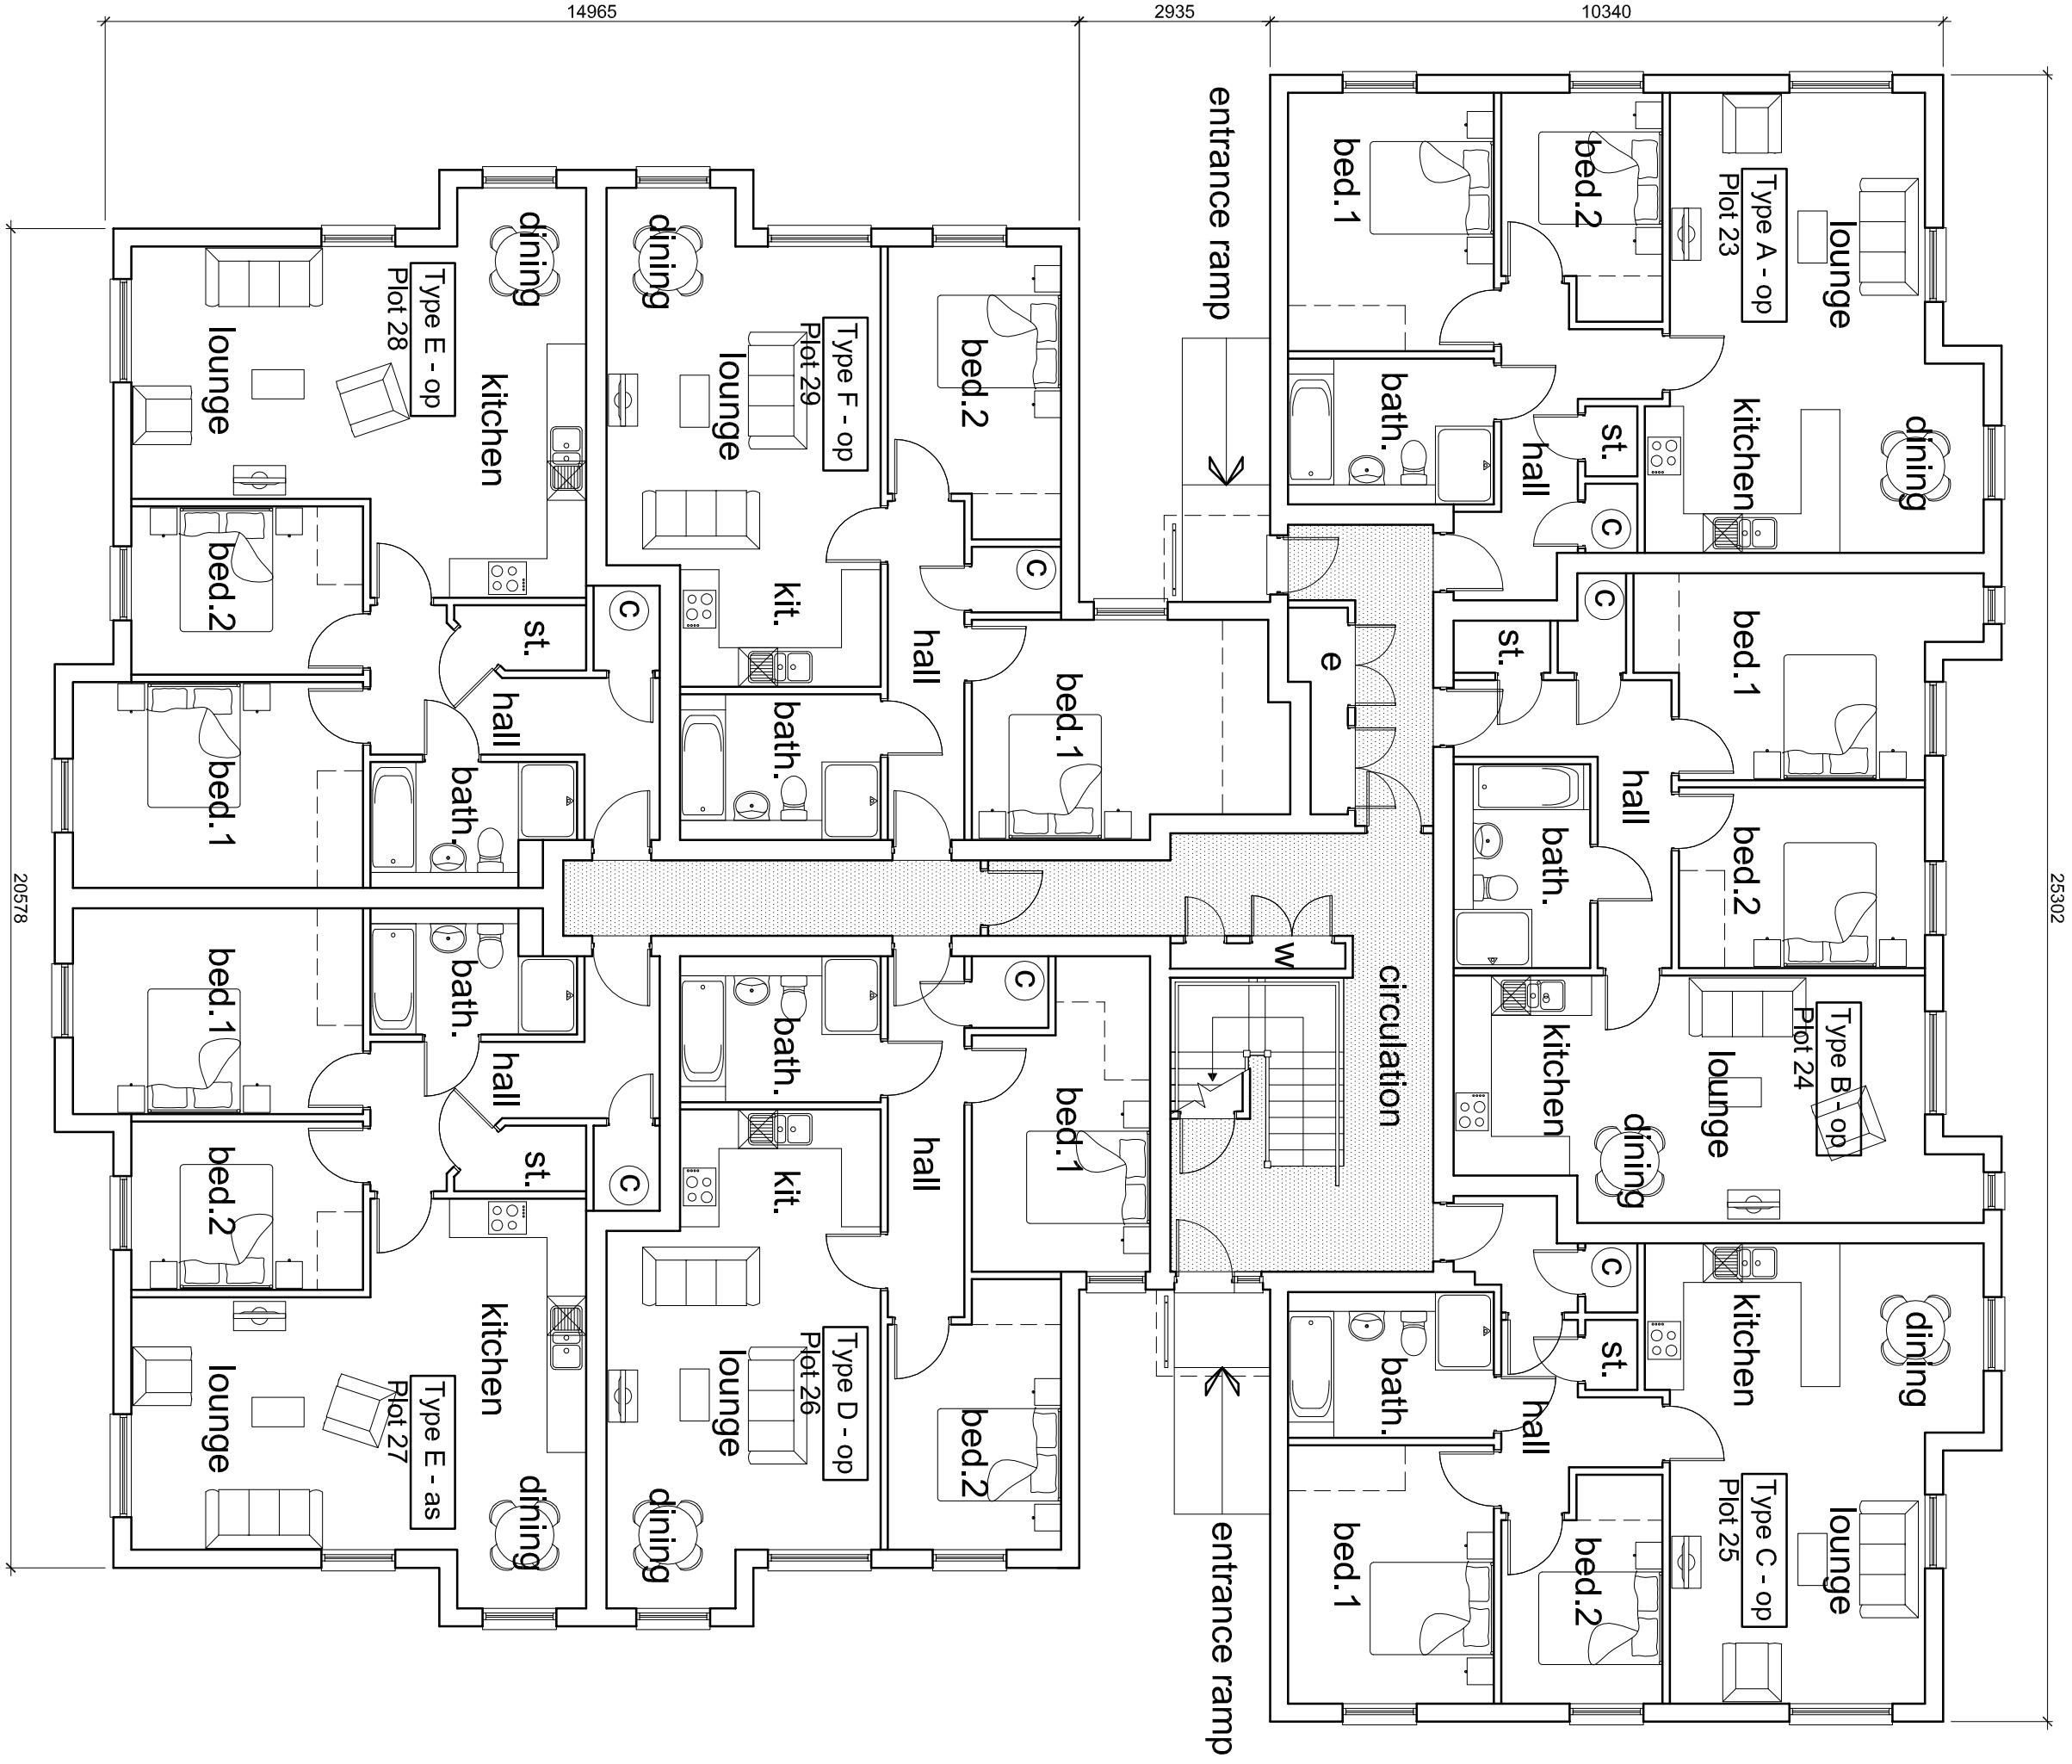 14965
2935
10340
25302
20578
entrance ramp
bed.1
bed.2
Type A - op
Plot 23
lounge
bath.
hall
st.
c
kitchen
dining
dining
Type E - op
Plot 28
lounge
kitchen
bed.2
st.
c
hall
bed.1
bath.
dining
Type F - op
Plot 29
lounge
kit.
bed.2
c
hall
bath.
bed.1
e
st.
c
bed.1
hall
bath.
bed.2
kitchen
Type B - op
Plot 24
lounge
dining
w
circulation
bath.
bed.1
hall
bed.2
st.
c
kitchen
lounge
Type E - as
Plot 27
dining
c
bath.
hall
bed.1
kit.
Type D - op
Plot 26
lounge
bed.2
dining
c
st.
bath.
hall
kitchen
dining
bed.1
bed.2
Type C - op
Plot 25
lounge
entrance ramp